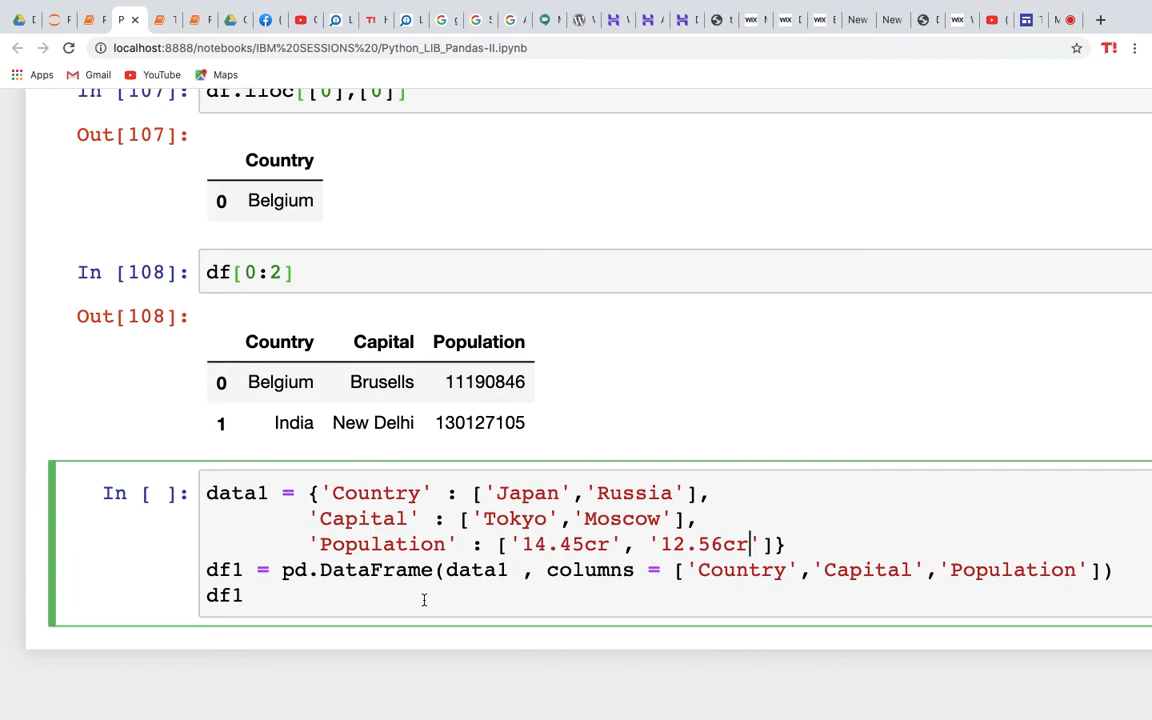 localhost:8888/notebooks/IBM%20SESSIONS%20/Python_LIB_Pandas-II.ipynb
Apps Gmail YouTube Maps
In [107]: df.iloc[[0],[0]]
Out[107]:
Country
0 Belgium
In [108]: df[0:2]
Out[108]:
Country Capital Population
0 Belgium Brusells 11190846
1 India New Delhi 130127105
In [ ]: data1 = {'Country' : ['Japan','Russia'],
'Capital' : ['Tokyo','Moscow'],
'Population' : ['14.45cr', '12.56cr']}
df1 = pd.DataFrame(data1 , columns = ['Country','Capital','Population'])
df1